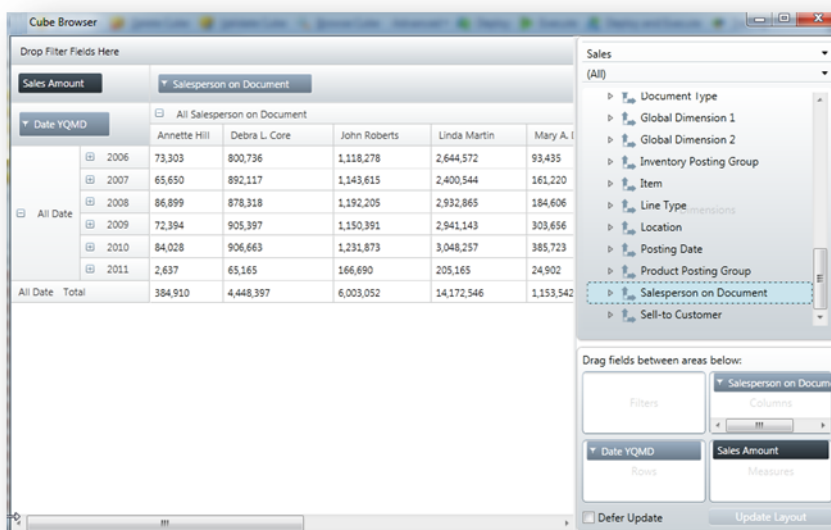 Cube Browser
Drop Filter Fields Here
Sales Amount
Salesperson on Document
Date YQMD
All Salesperson on Document
Annette Hill Debra L. Core John Roberts Linda Martin Mary A.
2006 73,303 800,736 1,118,278 2,644,572 93,435
2007 65,650 892,117 1,143,615 2,400,544 161,220
2008 86,899 878,318 1,192,205 2,932,865 184,606
All Date
2009 72,394 905,397 1,150,391 2,941,143 303,656
2010 84,028 906,663 1,231,873 3,048,257 385,723
2011 2,637 65,165 166,690 205,165 24,902
All Date Total 384,910 4,448,397 6,003,052 14,172,546 1,153,542
Sales
(All)
Document Type
Global Dimension 1
Global Dimension 2
Inventory Posting Group
Item
Line Type
Dimensions
Location
Posting Date
Product Posting Group
Salesperson on Document
Sell-to Customer
Drag fields between areas below:
Filters
Salesperson on Docum
Columns
Date YQMD
Rows
Sales Amount
Measures
Defer Update
Update Layout